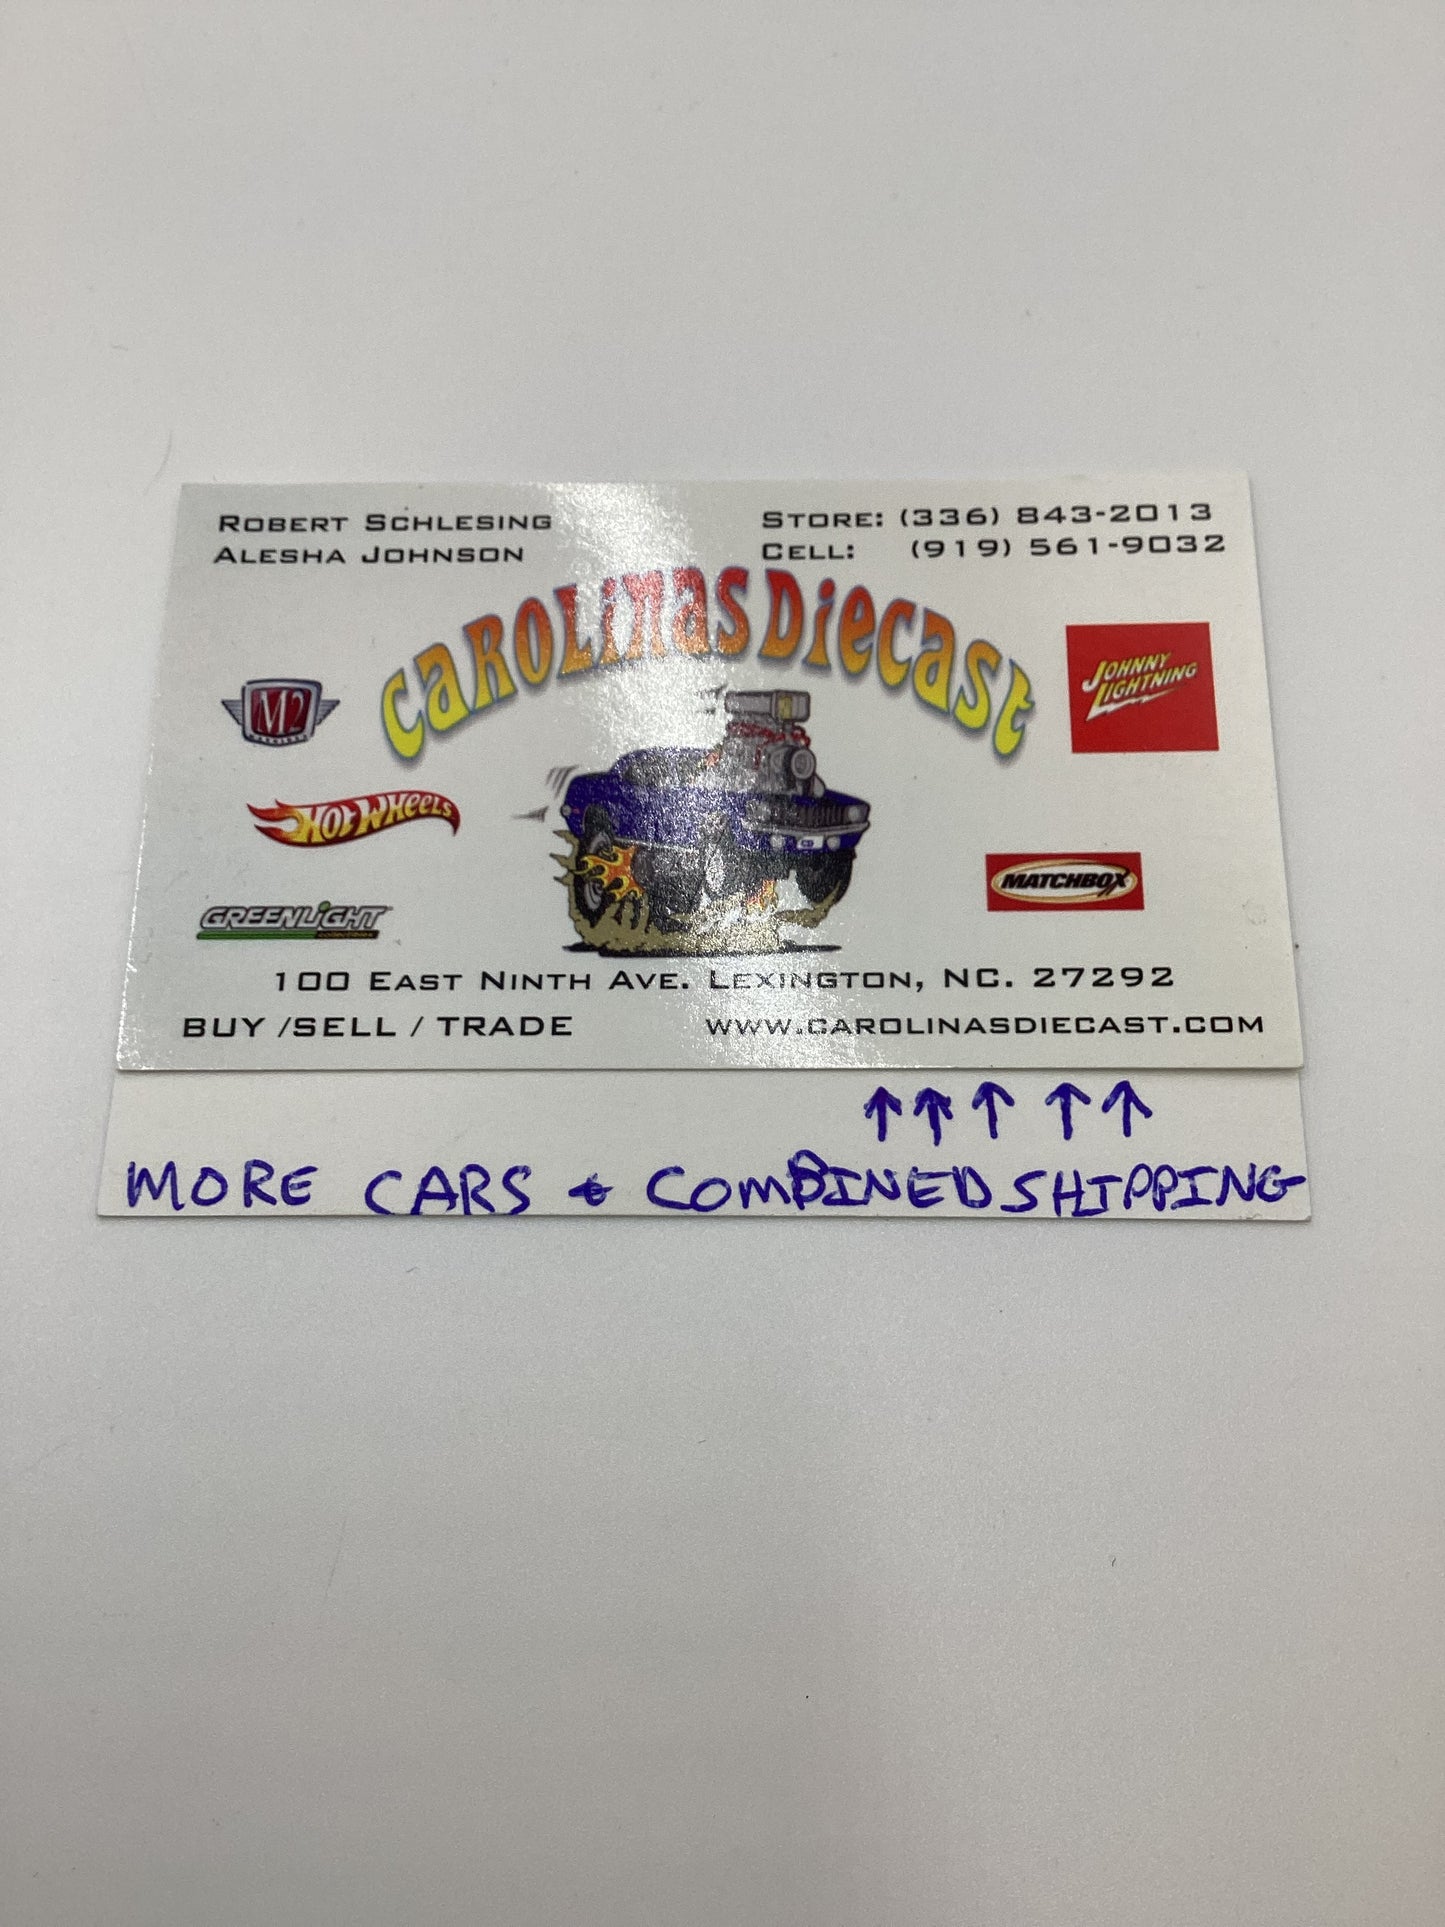 ROBERT SCHLESING
ALESHA JOHNSON
STORE: (336) 843-2013
CELL: (919) 561-9032
CAROLINAS DIECAST
M2
JOHNNY
LIGHTNING
HOT WHEELS
MATCHBOX
GREENLIGHT
100 EAST NINTH AVE. LEXINGTON, NC. 27292
BUY /SELL / TRADE
WWW.CAROLINASDIECAST.COM
↑↑↑ ↑↑
MORE CARS & COMBINED SHIPPING